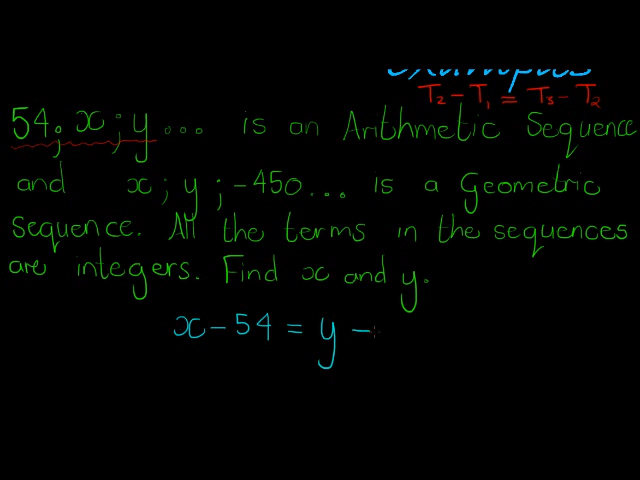 examples
T₂ - T₁ = T₃ - T₂
54; x; y ... is an Arithmetic Sequence
and x; y; -450... is a Geometric
sequence. All the terms in the sequences
are integers. Find x and y.
x - 54 = y -